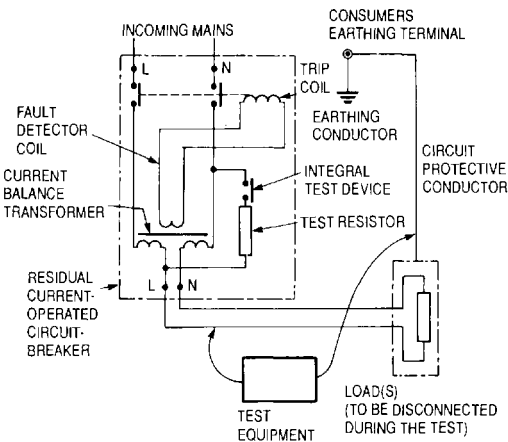 INCOMING MAINS
CONSUMERS
EARTHING TERMINAL
L
N
TRIP
COIL
EARTHING
CONDUCTOR
FAULT
DETECTOR
COIL
CIRCUIT
PROTECTIVE
CONDUCTOR
INTEGRAL
TEST DEVICE
CURRENT
BALANCE
TRANSFORMER
TEST RESISTOR
RESIDUAL
CURRENT-
OPERATED
CIRCUIT-
BREAKER
L
N
TEST
EQUIPMENT
LOAD(S)
(TO BE DISCONNECTED
DURING THE TEST)